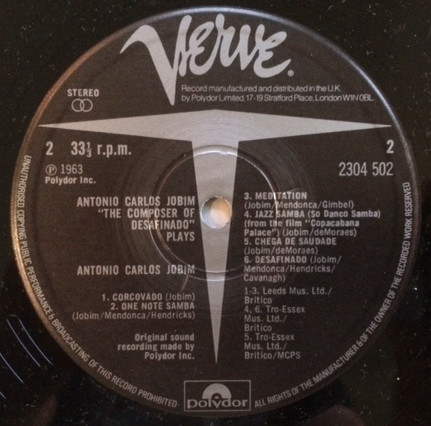 Verve®
Record manufactured and distributed in the U.K.
by Polydor Limited, 17-19 Stratford Place, London W1N 0BL.
STEREO
2 33⅓ r.p.m.
2
℗ 1963
Polydor Inc.
2304 502
ANTONIO CARLOS JOBIM
"THE COMPOSER OF
DESAFINADO"
PLAYS
ANTONIO CARLOS JOBIM
1. CORCOVADO (Jobim)
2. ONE NOTE SAMBA
(Jobim/Mendonca/Hendricks)
Original sound
recording made by
Polydor Inc.
3. MEDITATION
(Jobim/Mendonca/Gimbel)
4. JAZZ SAMBA (So Danco Samba)
(from the film "Copacabana
Palace") (Jobim/deMoraes)
5. CHEGA DE SAUDADE
(Jobim/deMoraes)
6. DESAFINADO (Jobim/
Mendonca/Hendricks/
Cavanagh)
1-3. Leeds Mus. Ltd./
Britico
4, 6. Tro-Essex
Mus. Ltd./
Britico
5. Tro-Essex
Mus. Ltd./
Britico/MCPS
polydor
UNAUTHORISED COPYING PUBLIC PERFORMANCE & BROADCASTING OF THIS RECORD PROHIBITED·
ALL RIGHTS OF THE MANUFACTURER & OF THE OWNER OF THE RECORDED WORK RESERVED